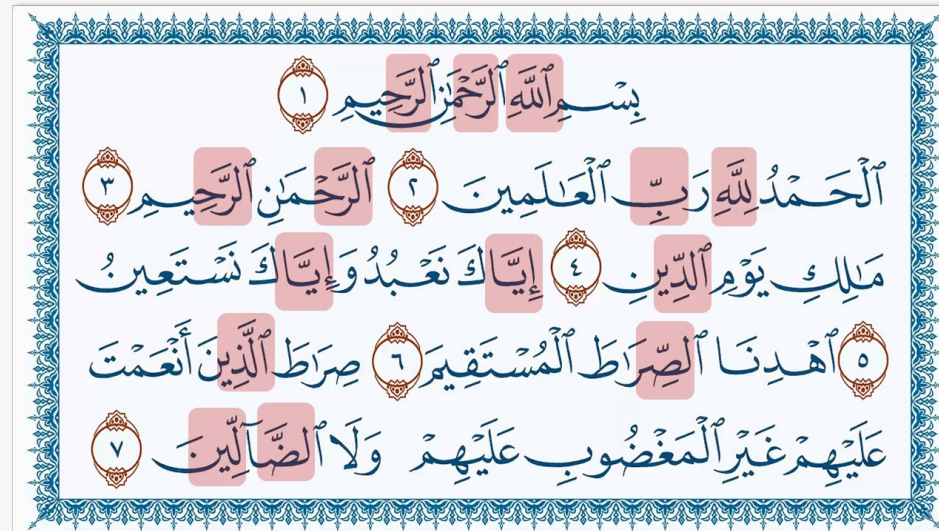 بِسْمِ ٱللَّهِ ٱلرَّحْمَٰنِ ٱلرَّحِيمِ ١
ٱلْحَمْدُ لِلَّهِ رَبِّ ٱلْعَٰلَمِينَ ٢ ٱلرَّحْمَٰنِ ٱلرَّحِيمِ ٣
مَٰلِكِ يَوْمِ ٱلدِّينِ ٤ إِيَّاكَ نَعْبُدُ وَإِيَّاكَ نَسْتَعِينُ
٥ ٱهْدِنَا ٱلصِّرَٰطَ ٱلْمُسْتَقِيمَ ٦ صِرَٰطَ ٱلَّذِينَ أَنْعَمْتَ
عَلَيْهِمْ غَيْرِ ٱلْمَغْضُوبِ عَلَيْهِمْ وَلَا ٱلضَّآلِّينَ ٧